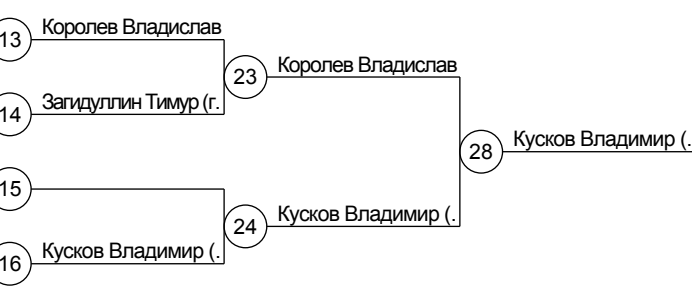 13
Королев Владислав
23
Королев Владислав
14
Загидуллин Тимур (г.
28
Кусков Владимир (.
15
24
Кусков Владимир (.
16
Кусков Владимир (.